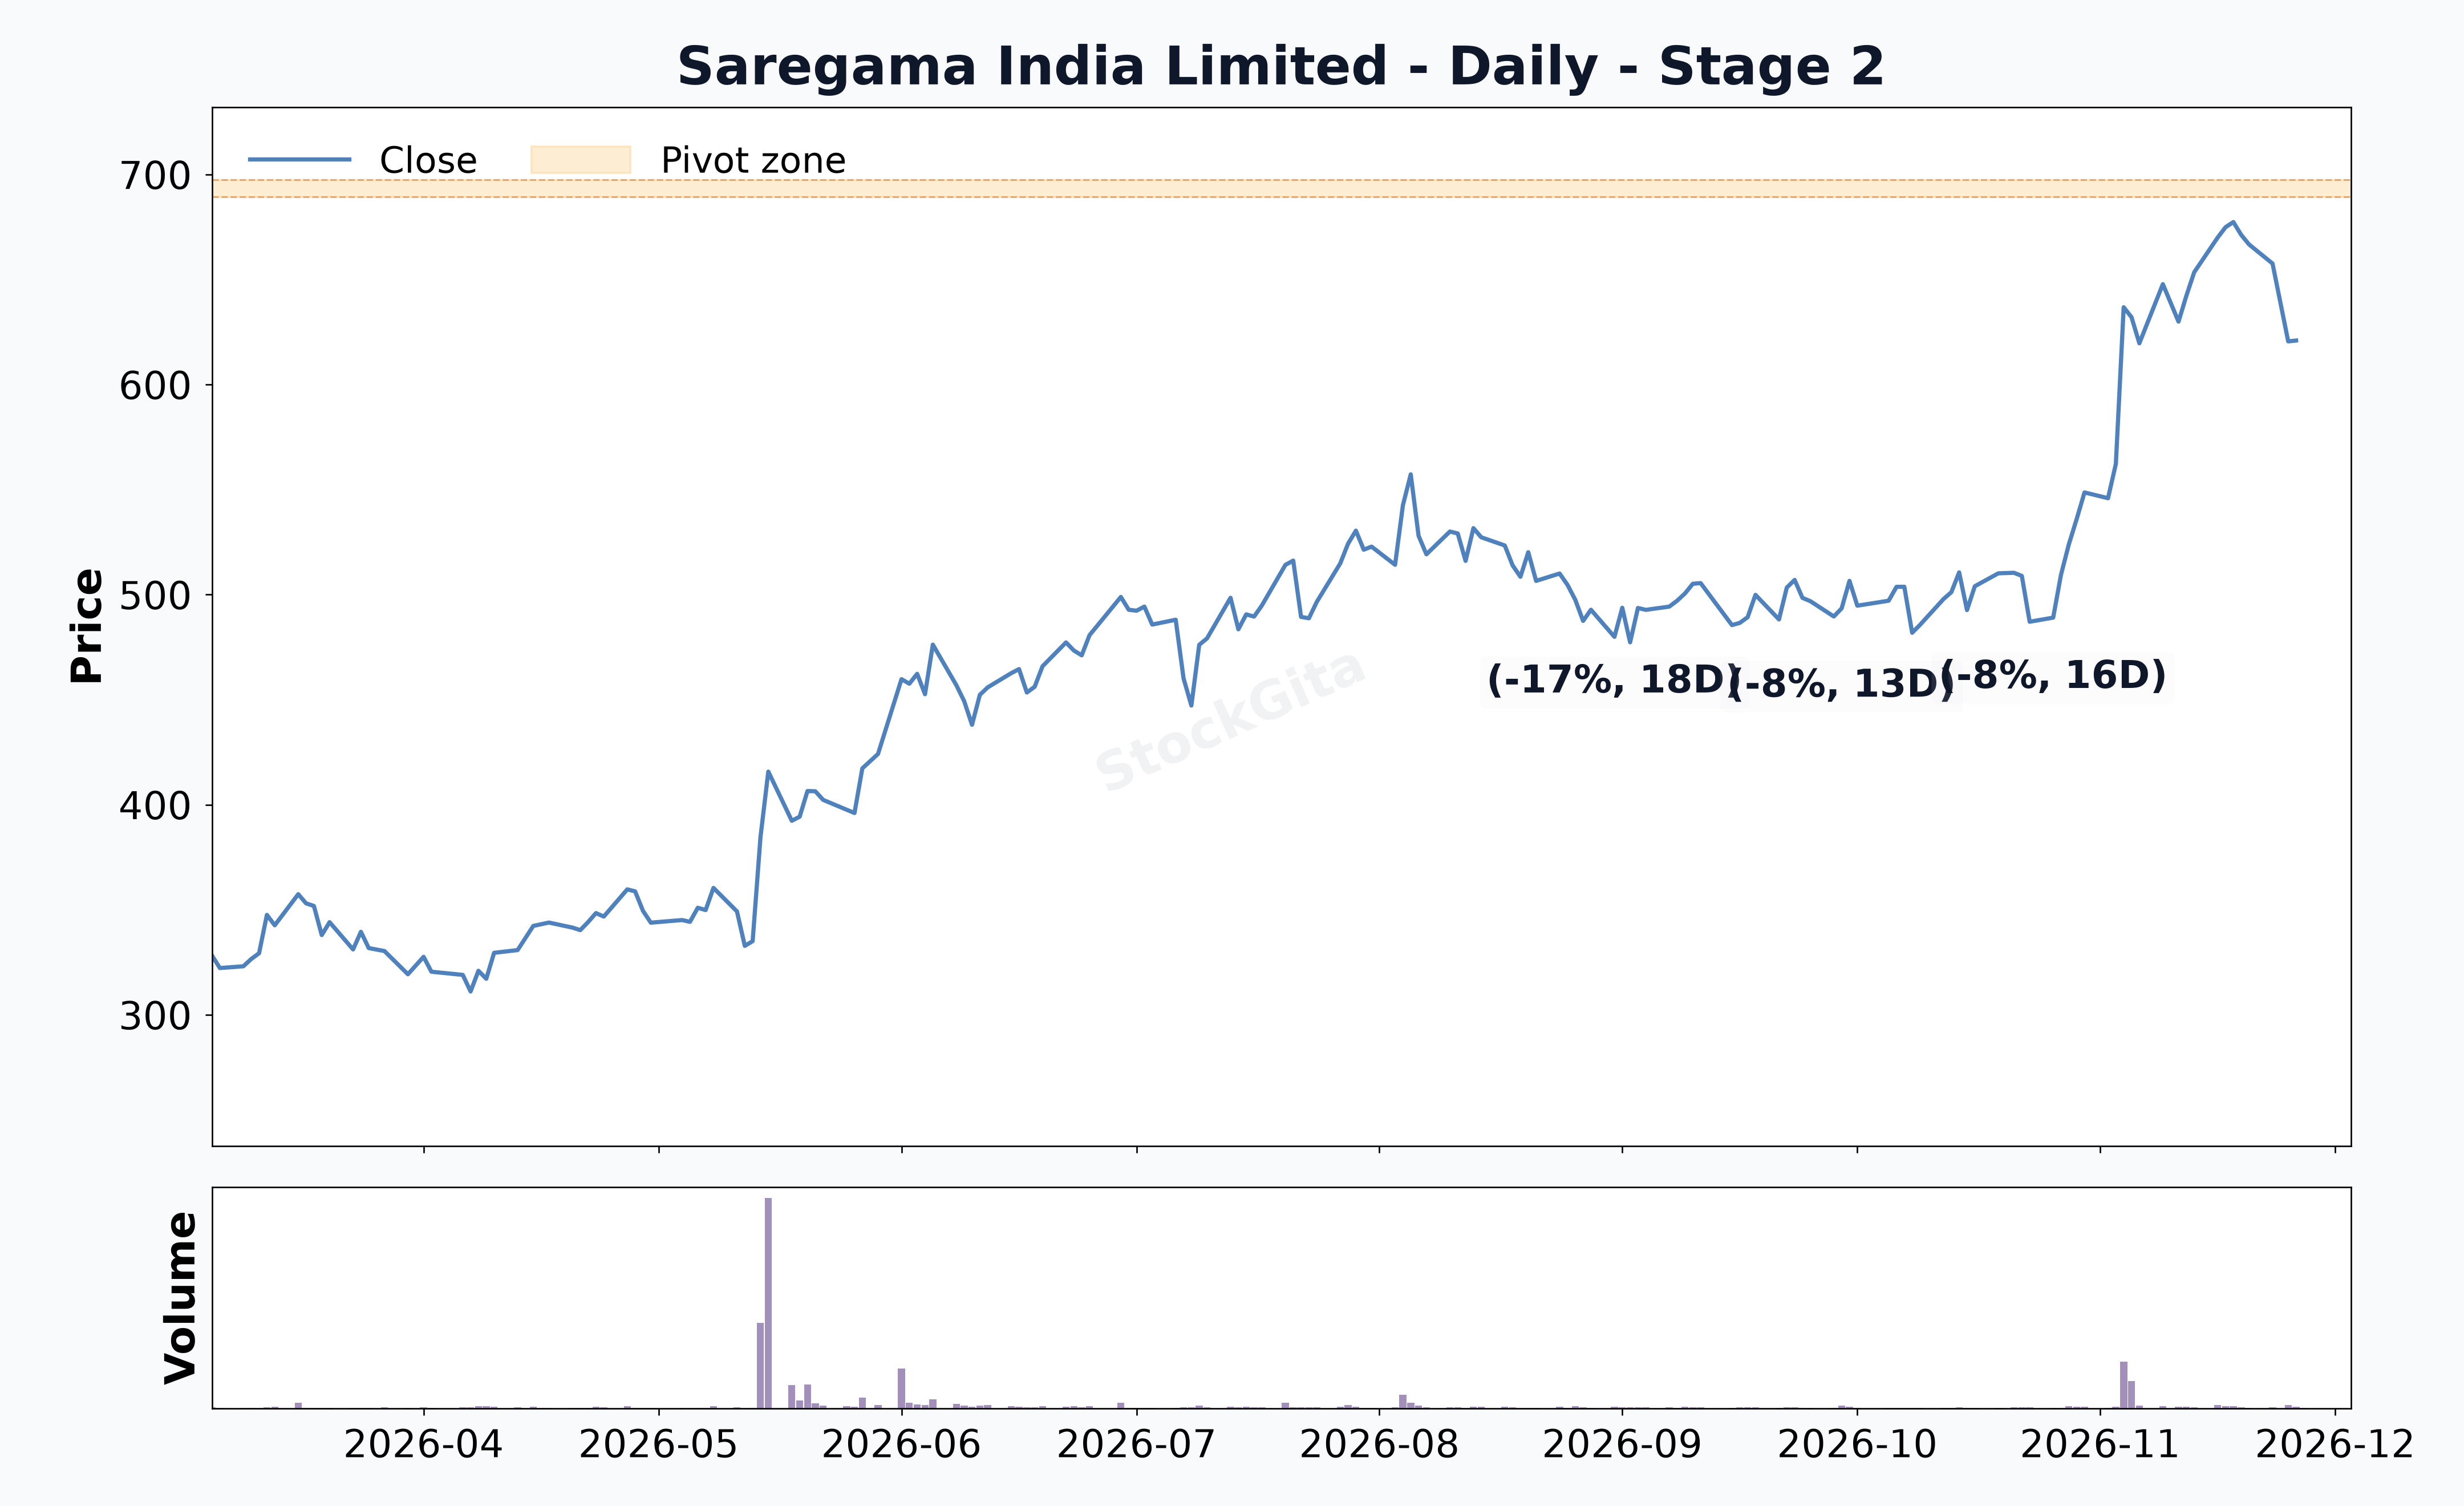 Saregama India Limited - Daily - Stage 2
Close
Pivot zone
700
600
500
400
300
Price
(-17%, 18D)
(-8%, 13D)
(-8%, 16D)
StockGita
Volume
2026-04
2026-05
2026-06
2026-07
2026-08
2026-09
2026-10
2026-11
2026-12